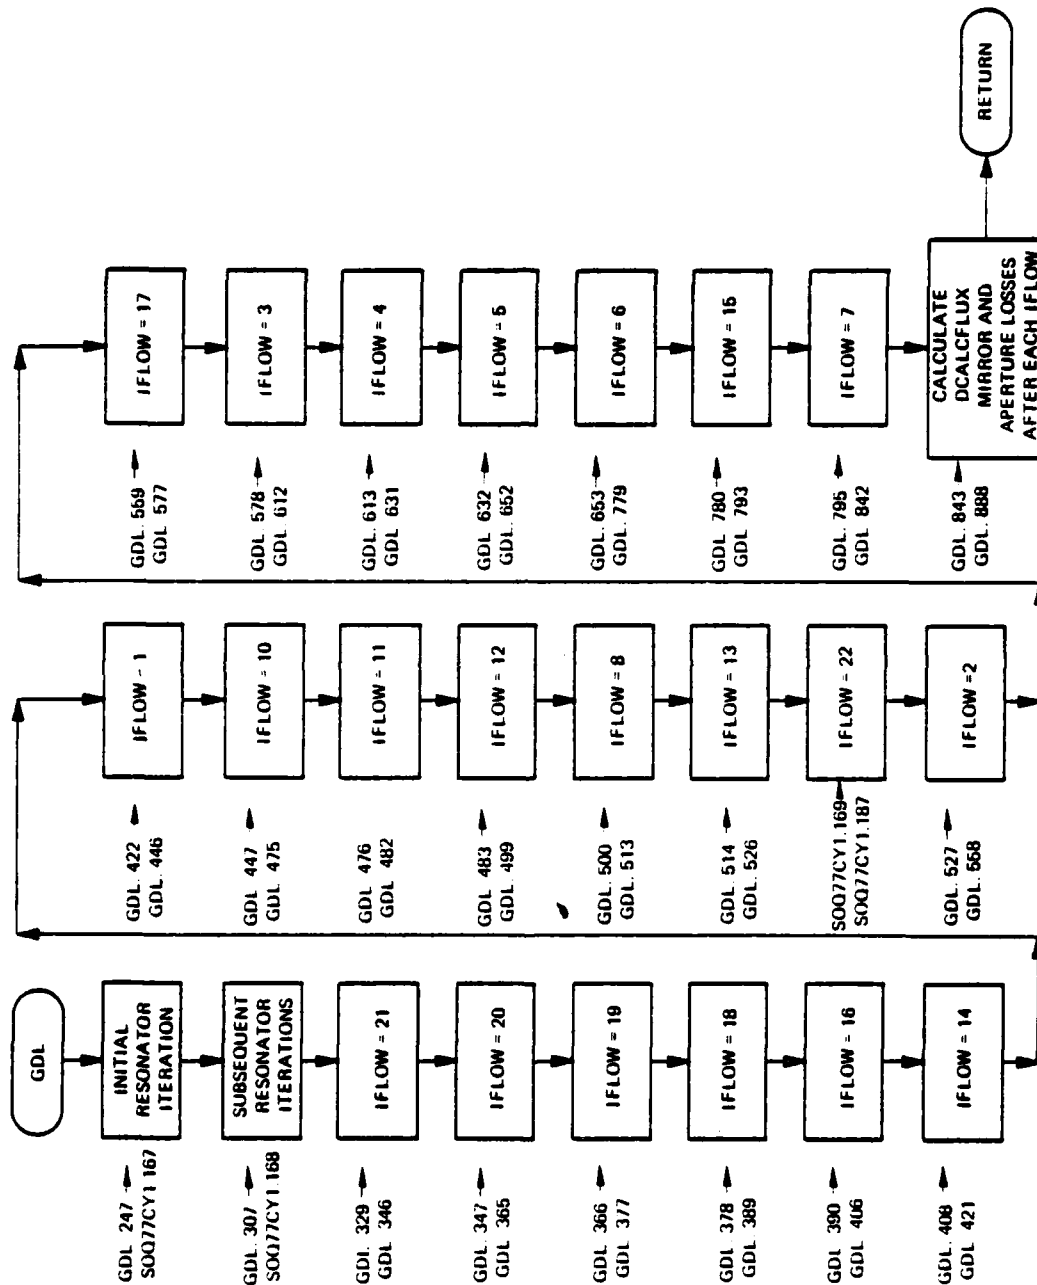 GDL
GDL 247
SOQ77CY1.167
INITIAL
RESONATOR
ITERATION
GDL. 307
SOQ77CY1.168
SUBSEQUENT
RESONATOR
ITERATIONS
GDL 329
GDL 346
IFLOW = 21
GDL. 347
GDL 365
IFLOW = 20
GDL 366
GDL 377
IFLOW = 19
GDL 378
GDL 389
IFLOW = 18
GDL 390
GDL 406
IFLOW = 16
GDL. 408
GDL 421
IFLOW = 14
GDL. 422
GDL. 446
IFLOW - 1
GDL 447
GDL 475
IFLOW = 10
GDL 476
GDL 482
IFLOW = 11
GDL 483
GDL 499
IFLOW = 12
GDL. 500
GDL 513
IFLOW = 8
GDL. 514
GDL 526
IFLOW = 13
SOQ77CY1.169
SOQ77CY1.187
IFLOW = 22
GDL. 527
GDL. 558
IFLOW =2
GDL. 569
GDL 577
IFLOW = 17
GDL 578
GDL 612
IFLOW = 3
GDL. 613
GDL 631
IFLOW = 4
GDL 632
GDL. 652
IFLOW = 5
GDL. 653
GDL. 779
IFLOW = 6
GDL 780
GDL 793
IFLOW = 15
GDL. 795
GDL 842
IFLOW = 7
GDL. 843
GDL. 888
CALCULATE
DCALCFLUX
MIRROR AND
APERTURE LOSSES
AFTER EACH IFLOW
RETURN